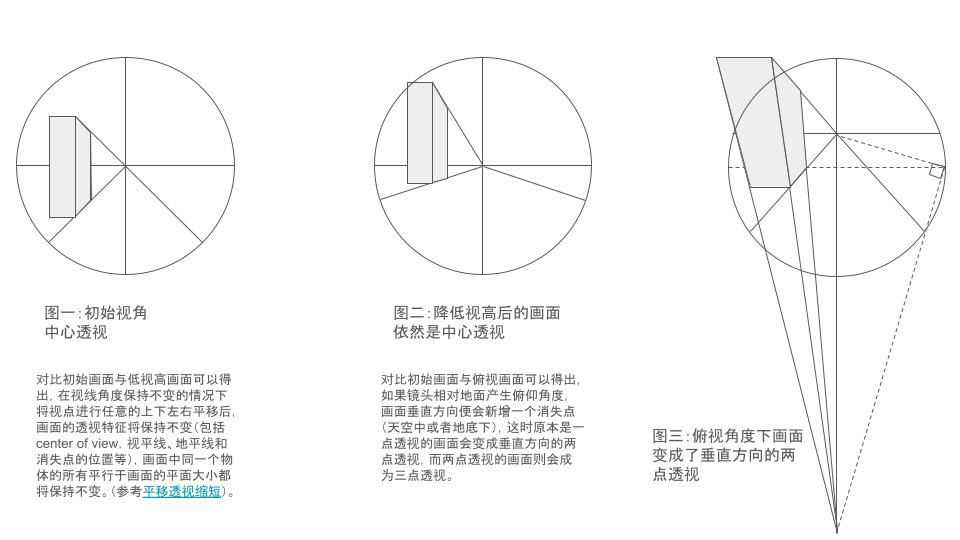 图一：初始视角
中心透视
对比初始画面与低视高画面可以得
出，在视线角度保持不变的情况下
将视点进行任意的上下左右平移后，
画面的透视特征将保持不变（包括
center of view，视平线、地平线和
消失点的位置等），画面中同一个物
体的所有平行于画面的平面大小都
将保持不变。（参考平移透视缩短）。
图二：降低视高后的画面
依然是中心透视
对比初始画面与俯视画面可以得出，
如果镜头相对地面产生俯仰角度，
画面垂直方向便会新增一个消失点
（天空中或者地底下），这时原本是一
点透视的画面会变成垂直方向的两
点透视，而两点透视的画面则会成
为三点透视。
图三：俯视角度下画面
变成了垂直方向的两
点透视